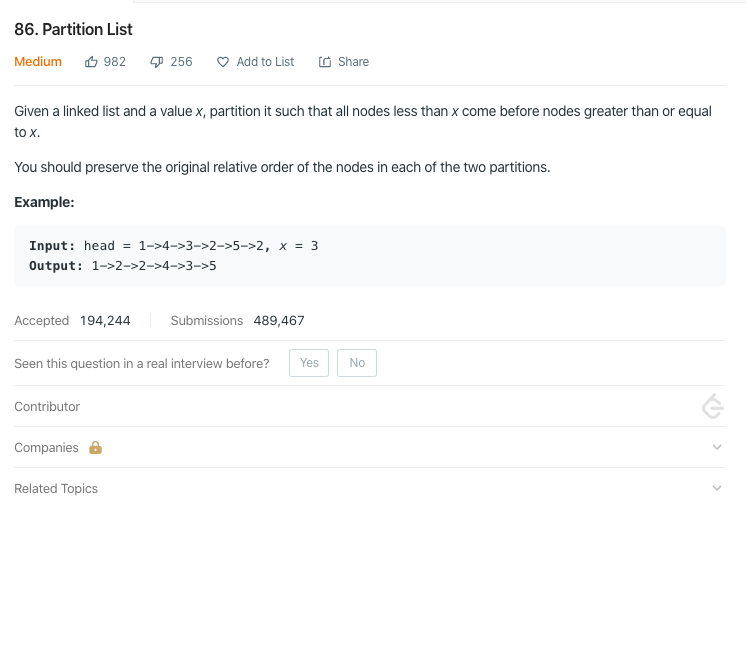 86. Partition List
Medium 982 256 Add to List Share
Given a linked list and a value x, partition it such that all nodes less than x come before nodes greater than or equal
to x.
You should preserve the original relative order of the nodes in each of the two partitions.
Example:
Input: head = 1->4->3->2->5->2, x = 3
Output: 1->2->2->4->3->5
Accepted 194,244 Submissions 489,467
Seen this question in a real interview before? Yes No
Contributor
Companies
Related Topics